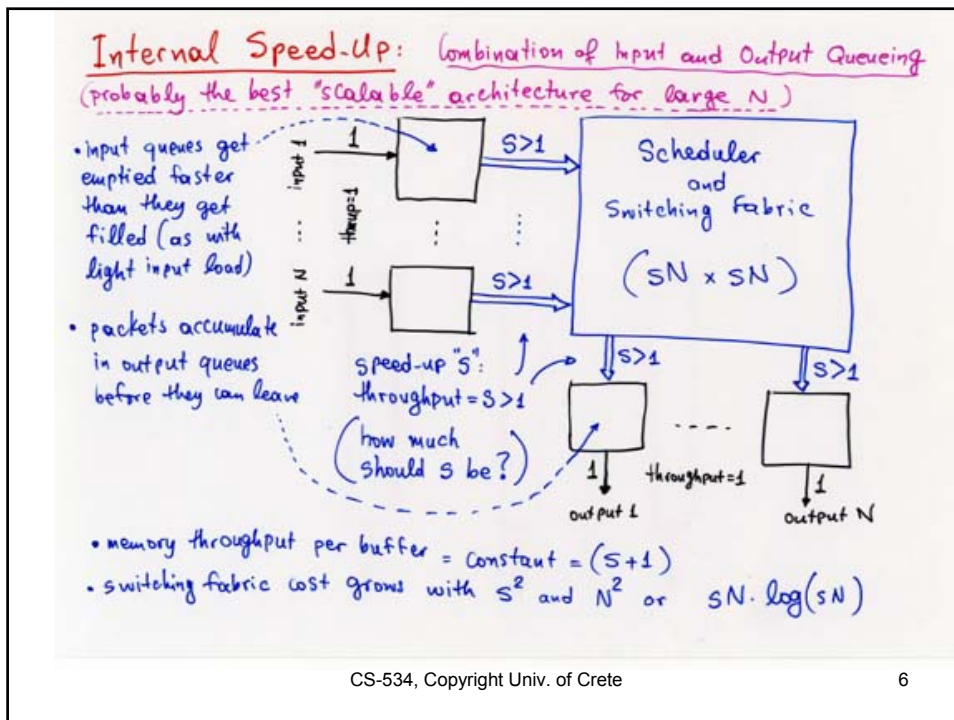 Internal Speed-Up: Combination of Input and Output Queueing
(probably the best "scalable" architecture for large N)
• input queues get
emptied faster
than they get
filled (as with
light input load)
• packets accumulate
in output queues
before they can leave
input 1
...
input N
1
thrup=1
1
....
S>1
...
S>1
Scheduler
and
Switching Fabric
(sN x sN)
speed-up "s":
throughput = S>1
(how much
should s be?)
S>1
S>1
....
1
throughput=1
1
output 1
output N
• memory throughput per buffer = constant = (S+1)
• switching fabric cost grows with S² and N² or sN·log(sN)
CS-534, Copyright Univ. of Crete
6